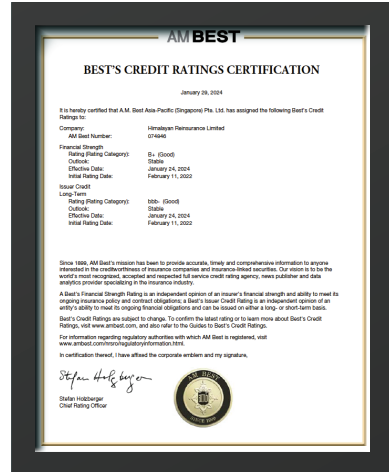 AM BEST
BEST'S CREDIT RATINGS CERTIFICATION
January 29, 2024
It is hereby certified that A.M. Best Asia-Pacific (Singapore) Pte. Ltd. has assigned the following Best's Credit
Ratings to:
Company: Himalayan Reinsurance Limited
AM Best Number: 074946
Financial Strength
Rating (Rating Category): B+ (Good)
Outlook: Stable
Effective Date: January 24, 2024
Initial Rating Date: February 11, 2022
Issuer Credit
Long-Term
Rating (Rating Category): bbb- (Good)
Outlook: Stable
Effective Date: January 24, 2024
Initial Rating Date: February 11, 2022
Since 1899, AM Best's mission has been to provide accurate, timely and comprehensive information to anyone
interested in the creditworthiness of insurance companies and insurance-linked securities. Our vision is to be the
world's most recognized, accepted and respected full service credit rating agency, news publisher and data
analytics provider specializing in the insurance industry.
A Best's Financial Strength Rating is an independent opinion of an insurer's financial strength and ability to meet its
ongoing insurance policy and contract obligations; a Best's Issuer Credit Rating is an independent opinion of an
entity's ability to meet its ongoing financial obligations and can be issued on either a long- or short-term basis.
Best's Credit Ratings are subject to change. To confirm the latest rating or to learn more about Best's Credit
Ratings, visit www.ambest.com, and also refer to the Guides to Best's Credit Ratings.
For information regarding regulatory authorities with which AM Best is registered, visit
www.ambest.com/nrsro/regulatoryinformation.html.
In certification thereof, I have affixed the corporate emblem and my signature,
Stefan Holzberger
Stefan Holzberger
Chief Rating Officer
AM BEST
SINCE 1899